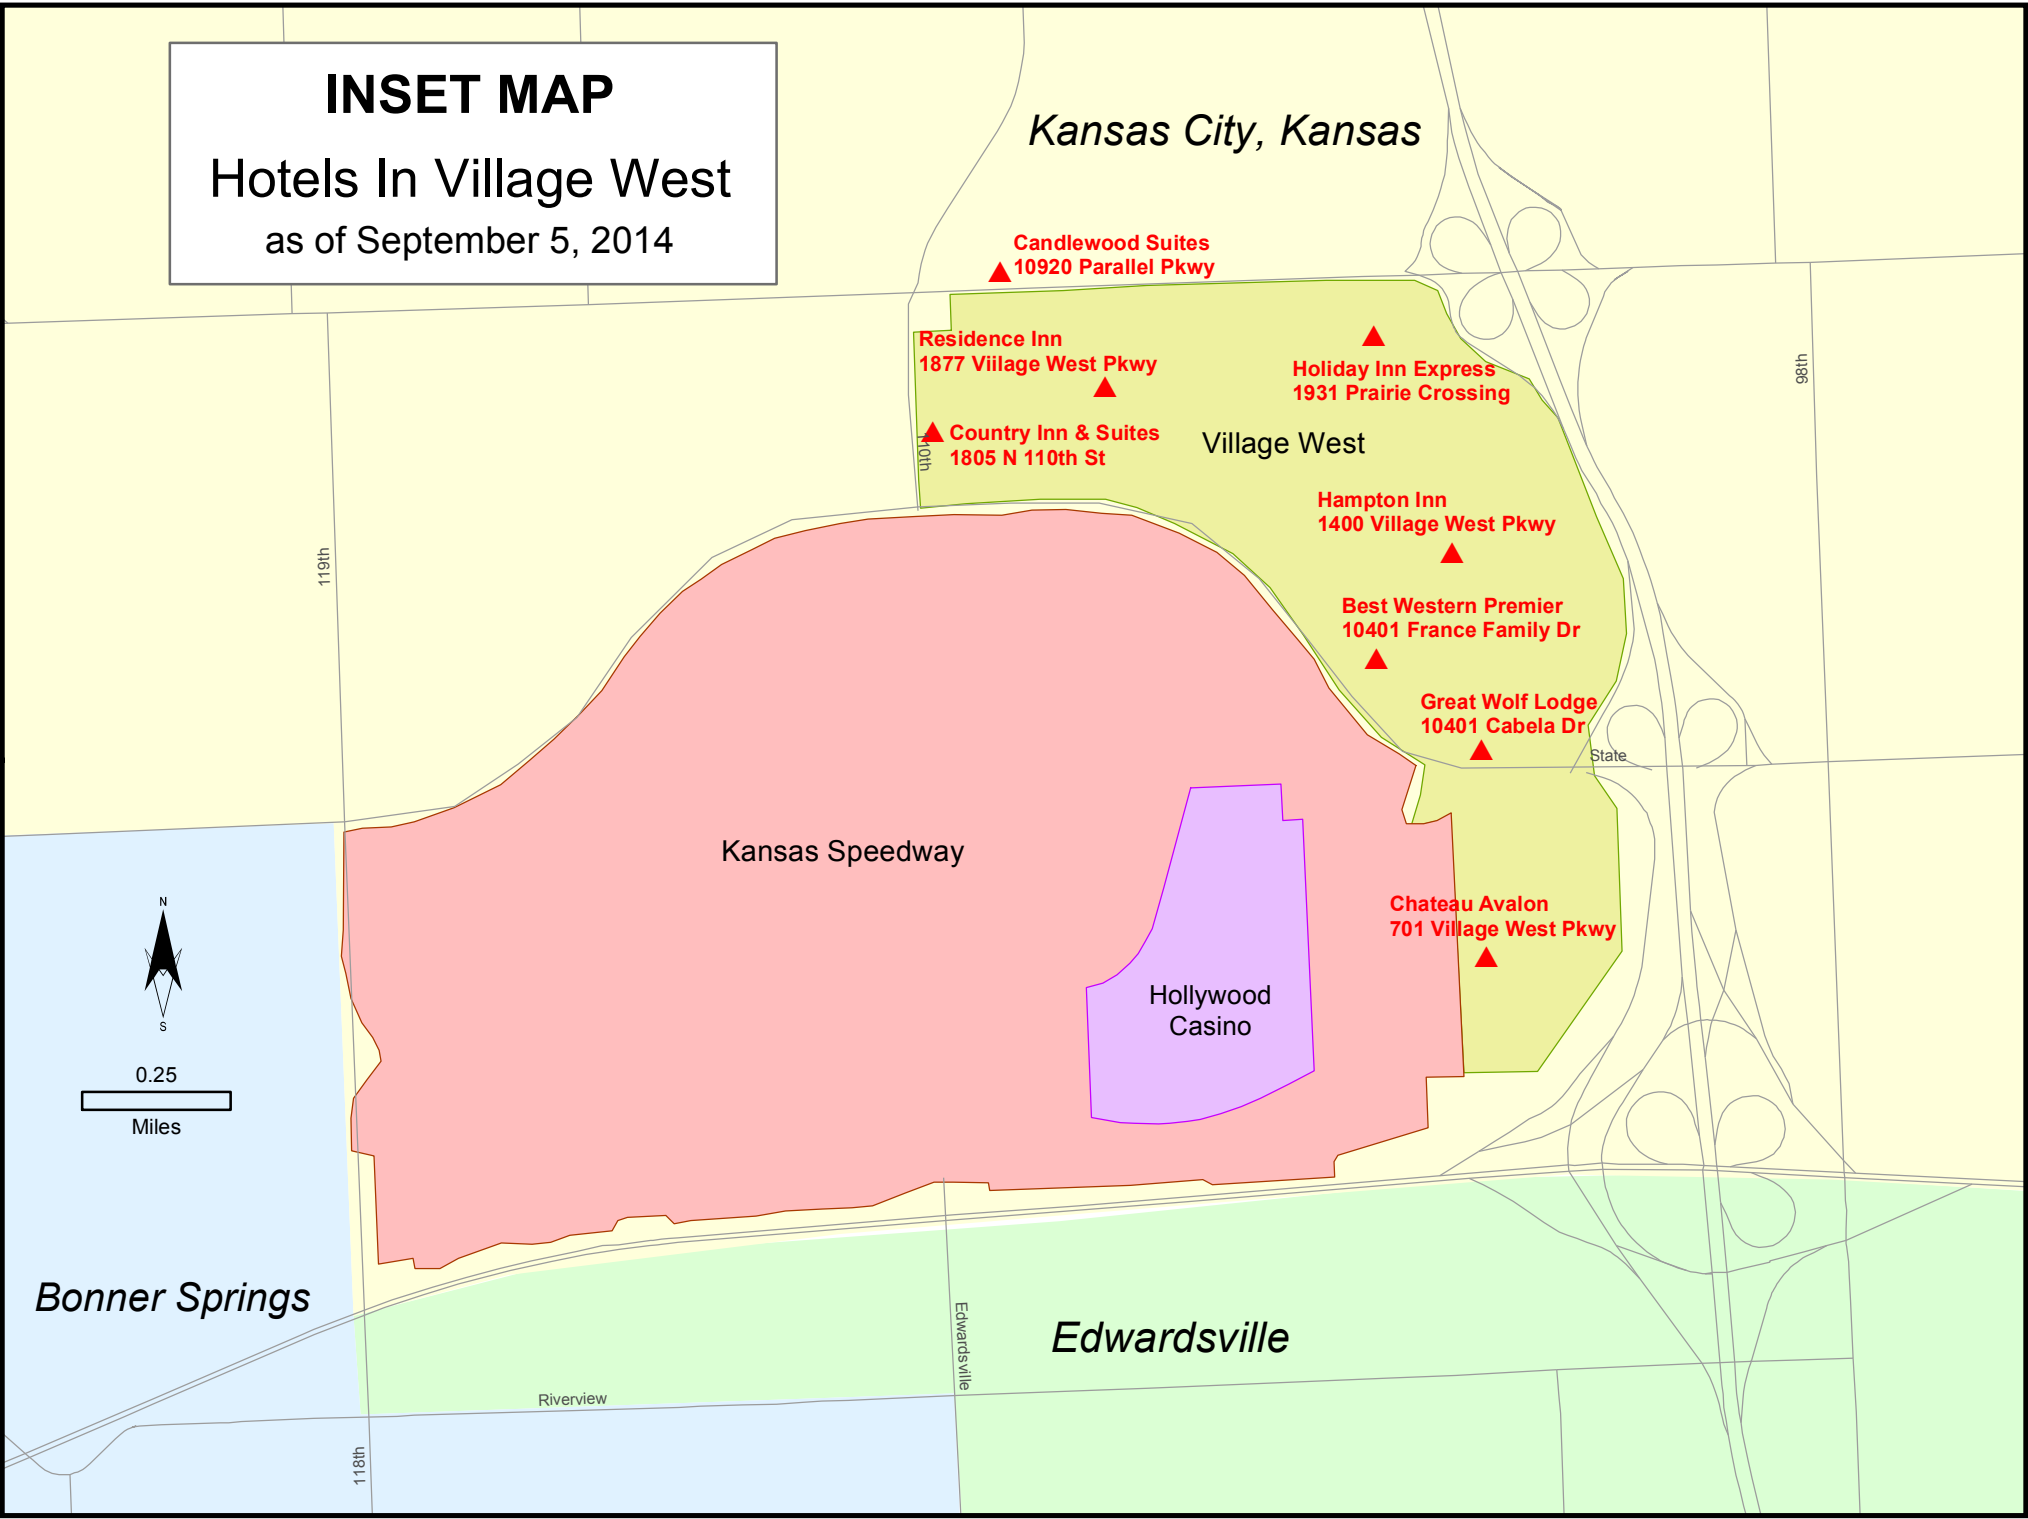 INSET MAP
Hotels In Village West
as of September 5, 2014
Kansas City, Kansas
Candlewood Suites
10920 Parallel Pkwy
Residence Inn
1877 Viilage West Pkwy
Holiday Inn Express
1931 Prairie Crossing
98th
Country Inn & Suites
1805 N 110th St
110th
Village West
Hampton Inn
1400 Village West Pkwy
119th
Best Western Premier
10401 France Family Dr
Great Wolf Lodge
10401 Cabela Dr
State
Kansas Speedway
Chateau Avalon
701 Village West Pkwy
N
S
Hollywood
Casino
0.25
Miles
Bonner Springs
Edwardsville
Edwardsville
Riverview
118th